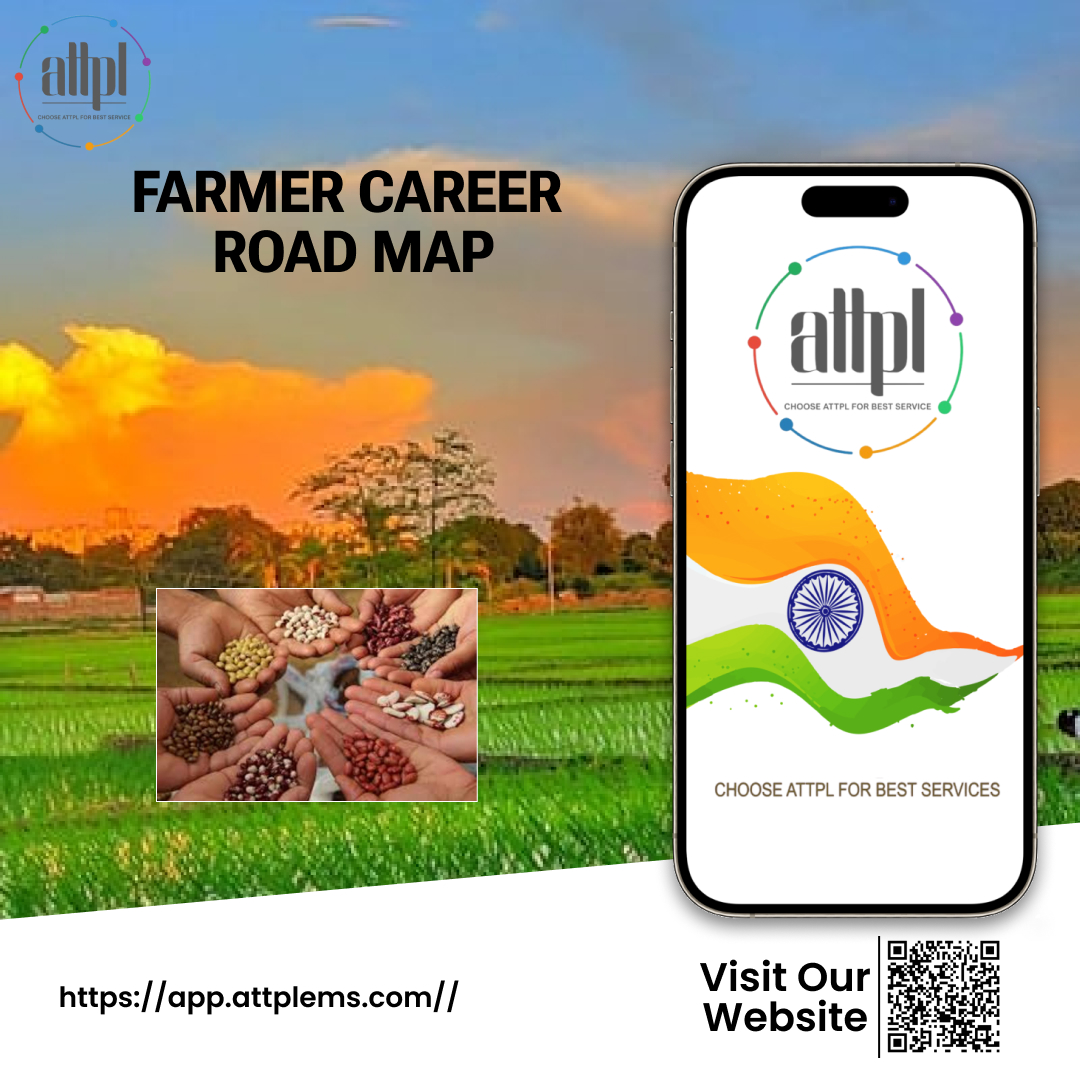 attpl
CHOOSE ATTPL FOR BEST SERVICE
FARMER CAREER
ROAD MAP
attpl
CHOOSE ATTPL FOR BEST SERVICE
CHOOSE ATTPL FOR BEST SERVICES
https://app.attplems.com//
Visit Our
Website